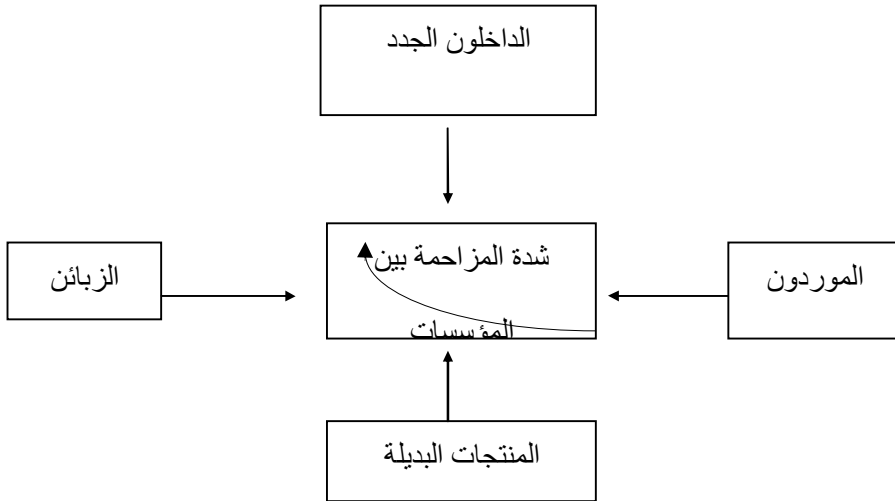 الداخلون الجدد
شدة المزاحمة بين
المؤسسات
الموردون
الزبائن
المنتجات البديلة